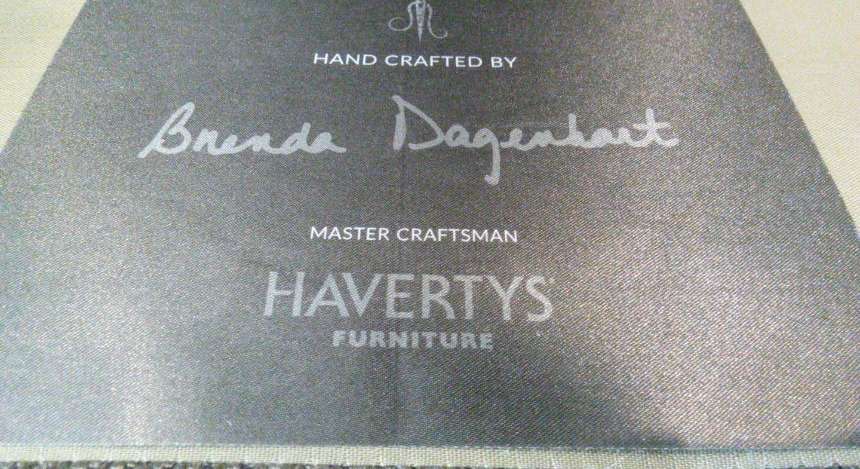 HAND CRAFTED BY
Brenda Dagenhart
MASTER CRAFTSMAN
HAVERTYS
FURNITURE